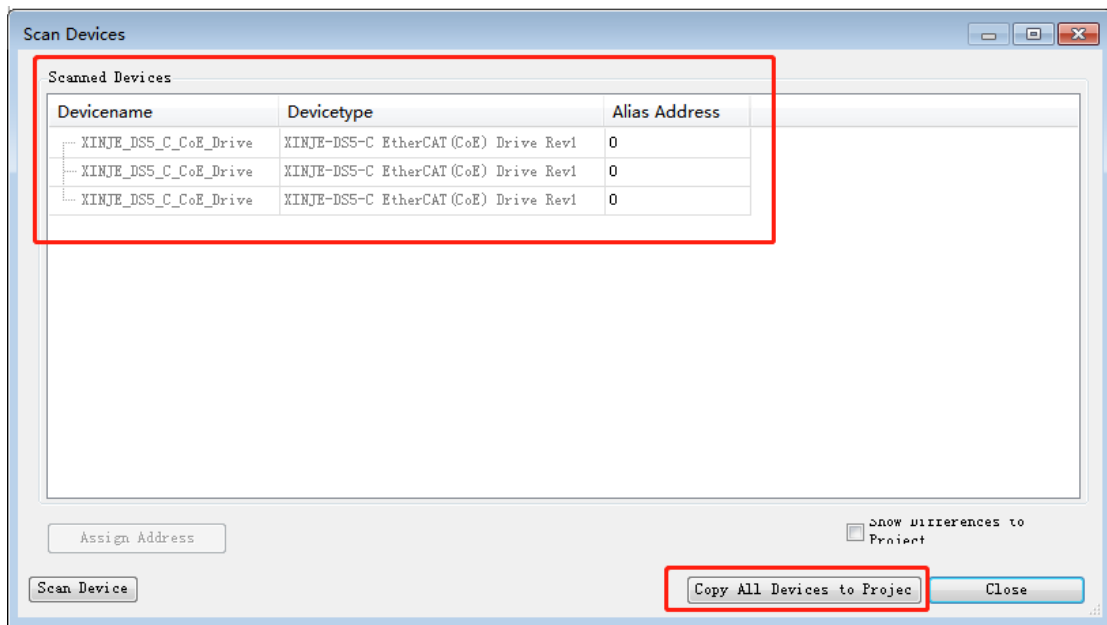 Scan Devices
Scanned Devices
Devicename Devicetype Alias Address
XINJE_DS5_C_CoE_Drive XINJE-DS5-C EtherCAT(CoE) Drive Rev1 0
XINJE_DS5_C_CoE_Drive XINJE-DS5-C EtherCAT(CoE) Drive Rev1 0
XINJE_DS5_C_CoE_Drive XINJE-DS5-C EtherCAT(CoE) Drive Rev1 0
Assign Address
Show Differences to
Project
Scan Device
Copy All Devices to Projec
Close